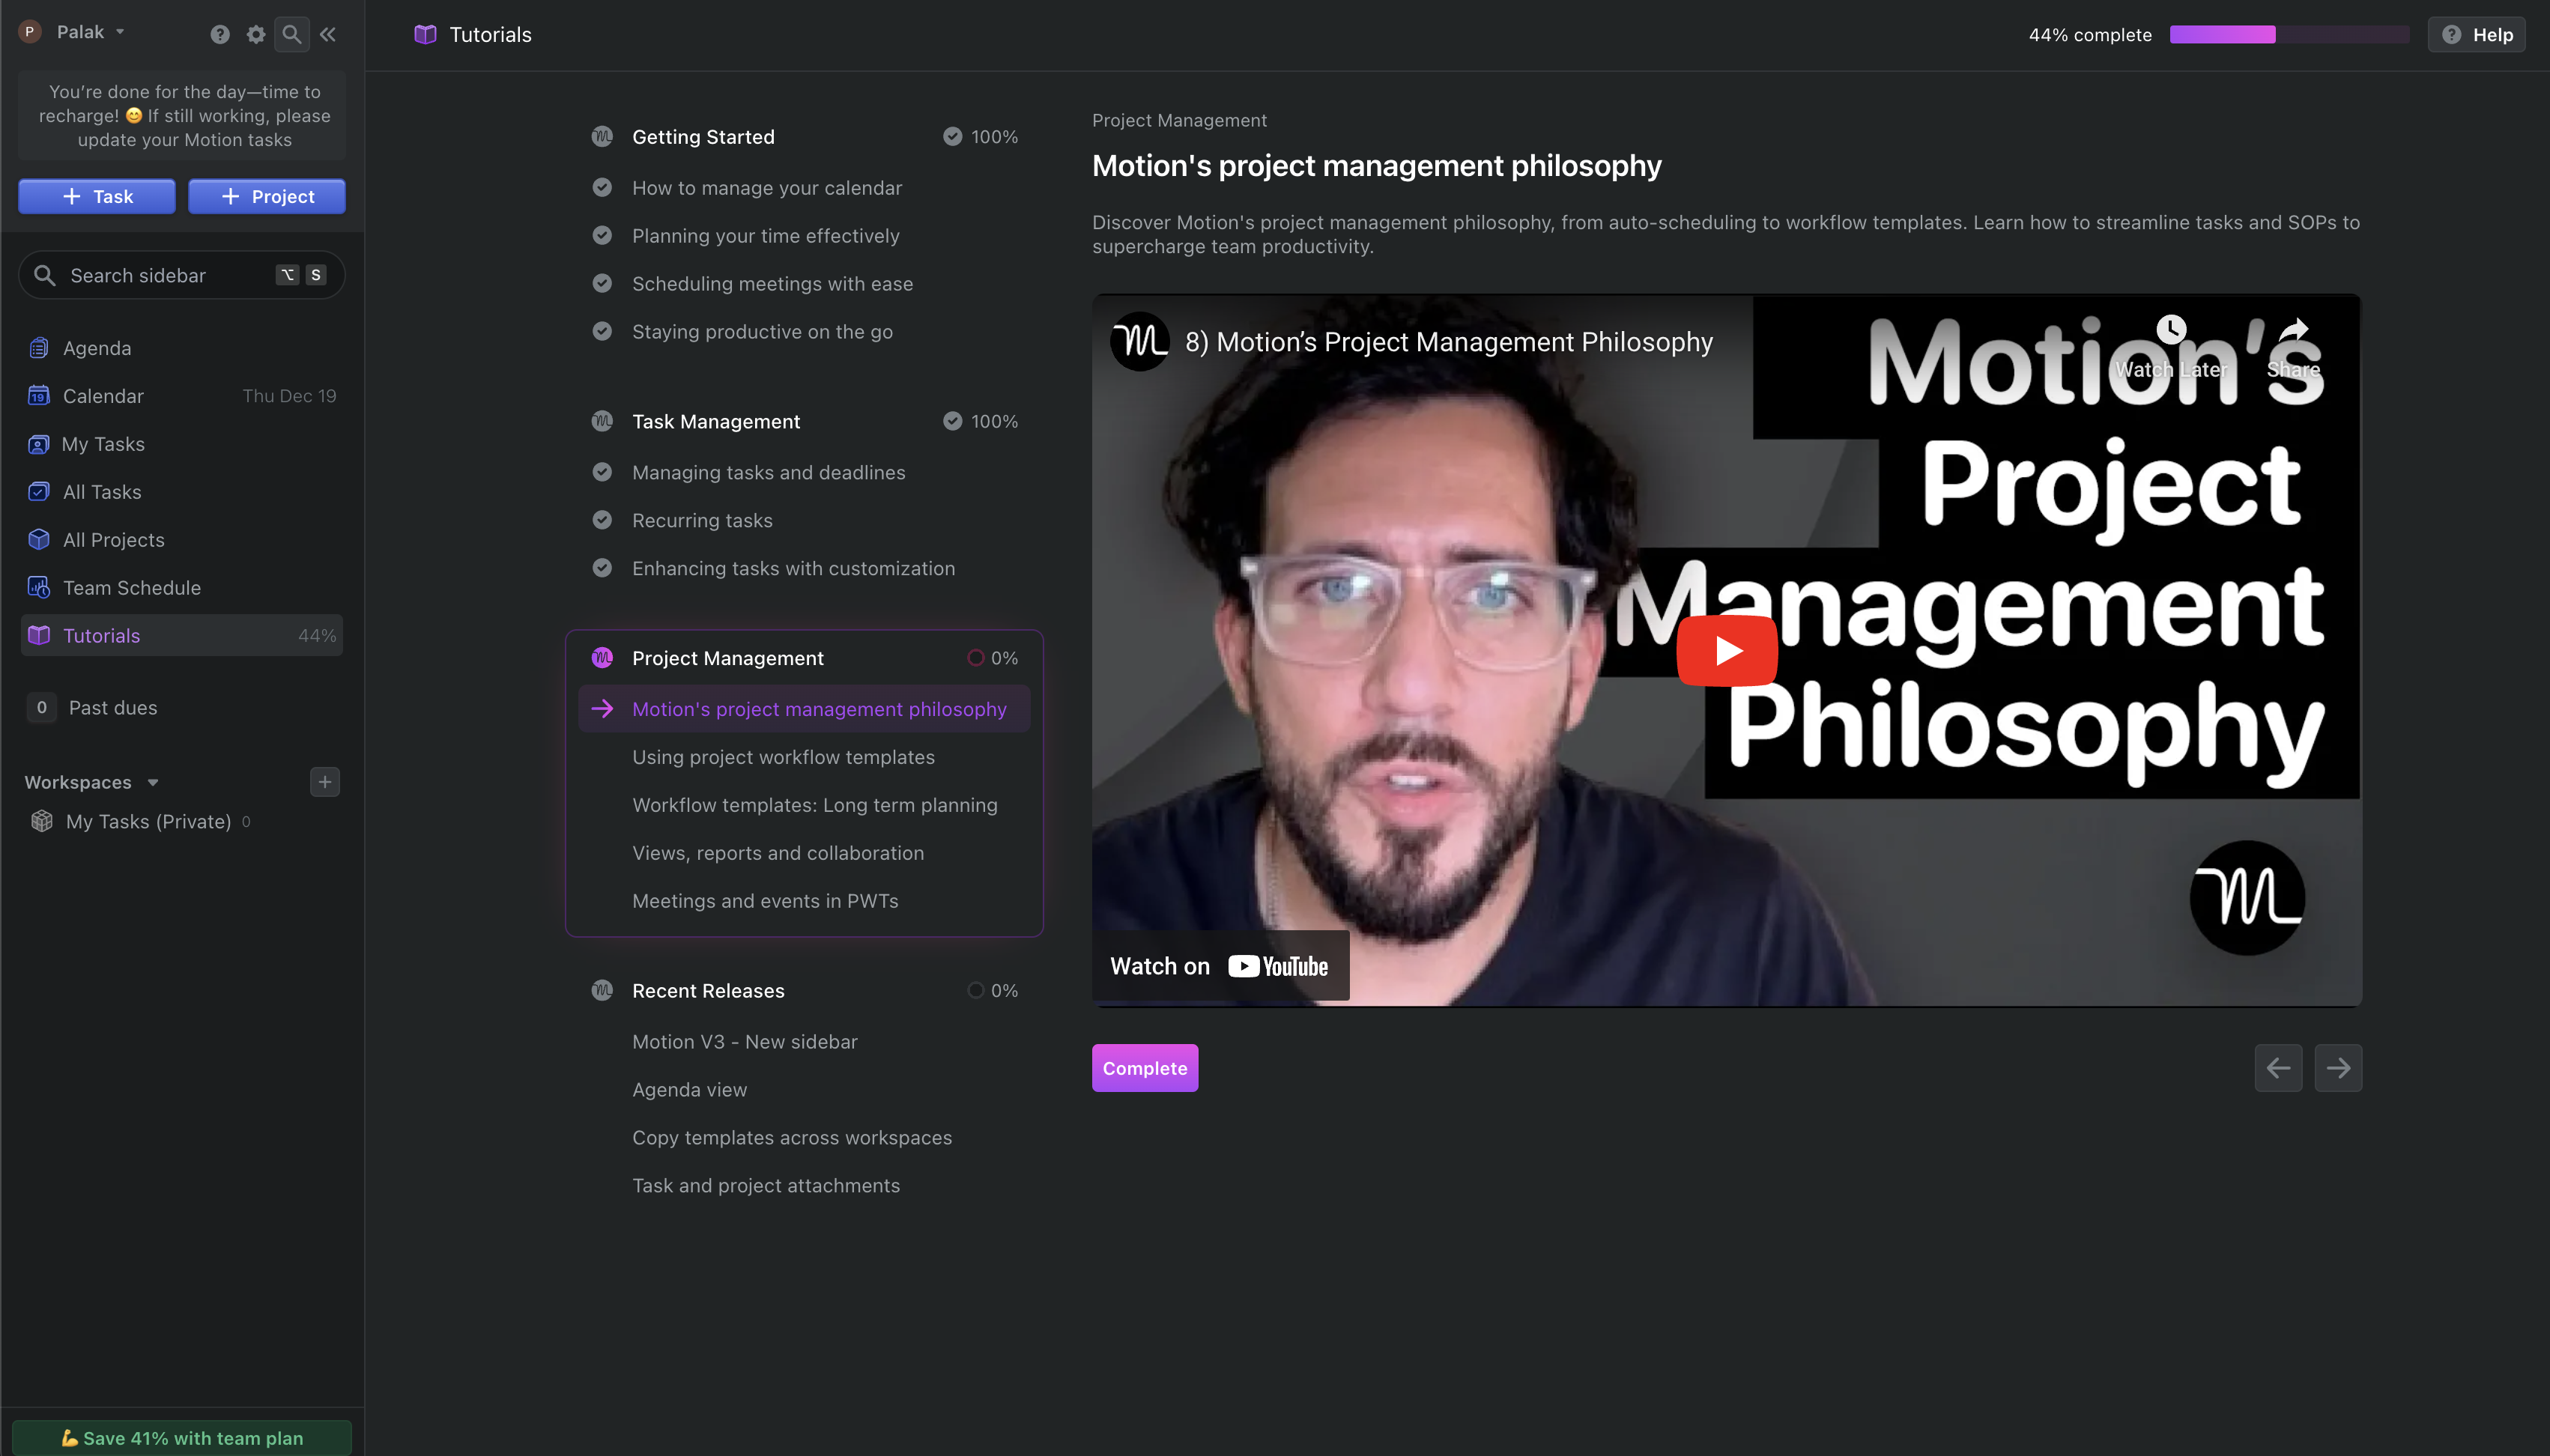 P Palak
You’re done for the day—time to
recharge! 😊 If still working, please
update your Motion tasks
+ Task
+ Project
Search sidebar ⌥ S
Agenda
Calendar Thu Dec 19
My Tasks
All Tasks
All Projects
Team Schedule
Tutorials 44%
0 Past dues
Workspaces
My Tasks (Private) 0
💪 Save 41% with team plan
Tutorials
44% complete
Help
Getting Started 100%
How to manage your calendar
Planning your time effectively
Scheduling meetings with ease
Staying productive on the go
Task Management 100%
Managing tasks and deadlines
Recurring tasks
Enhancing tasks with customization
Project Management 0%
Motion's project management philosophy
Using project workflow templates
Workflow templates: Long term planning
Views, reports and collaboration
Meetings and events in PWTs
Recent Releases 0%
Motion V3 - New sidebar
Agenda view
Copy templates across workspaces
Task and project attachments
Project Management
Motion's project management philosophy
Discover Motion's project management philosophy, from auto-scheduling to workflow templates. Learn how to streamline tasks and SOPs to
supercharge team productivity.
8) Motion’s Project Management Philosophy
Watch Later
Share
Motion's
Project
Management
Philosophy
Watch on YouTube
Complete